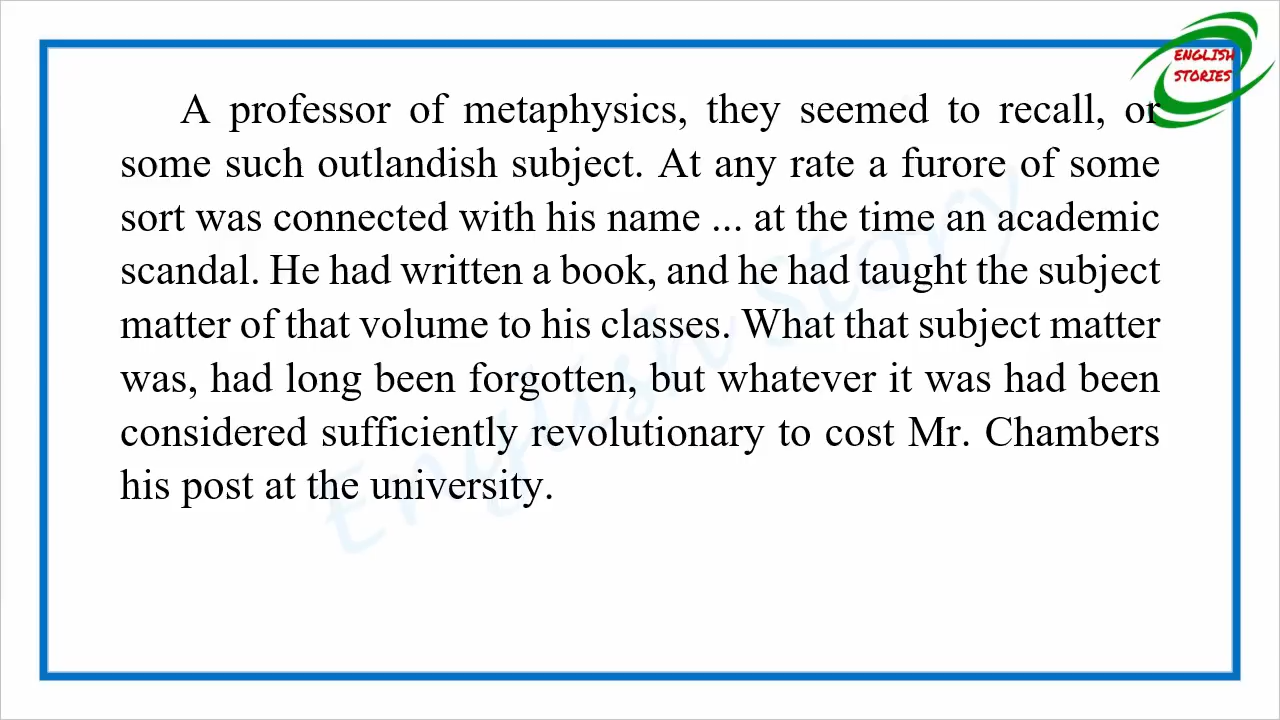 ENGLISH
STORIES
A professor of metaphysics, they seemed to recall, or
some such outlandish subject. At any rate a furore of some
sort was connected with his name ... at the time an academic
scandal. He had written a book, and he had taught the subject
matter of that volume to his classes. What that subject matter
was, had long been forgotten, but whatever it was had been
considered sufficiently revolutionary to cost Mr. Chambers
his post at the university.
English Story